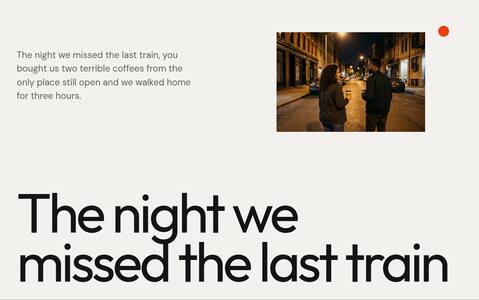 The night we missed the last train, you
bought us two terrible coffees from the
only place still open and we walked home
for three hours.
The night we
missed the last train